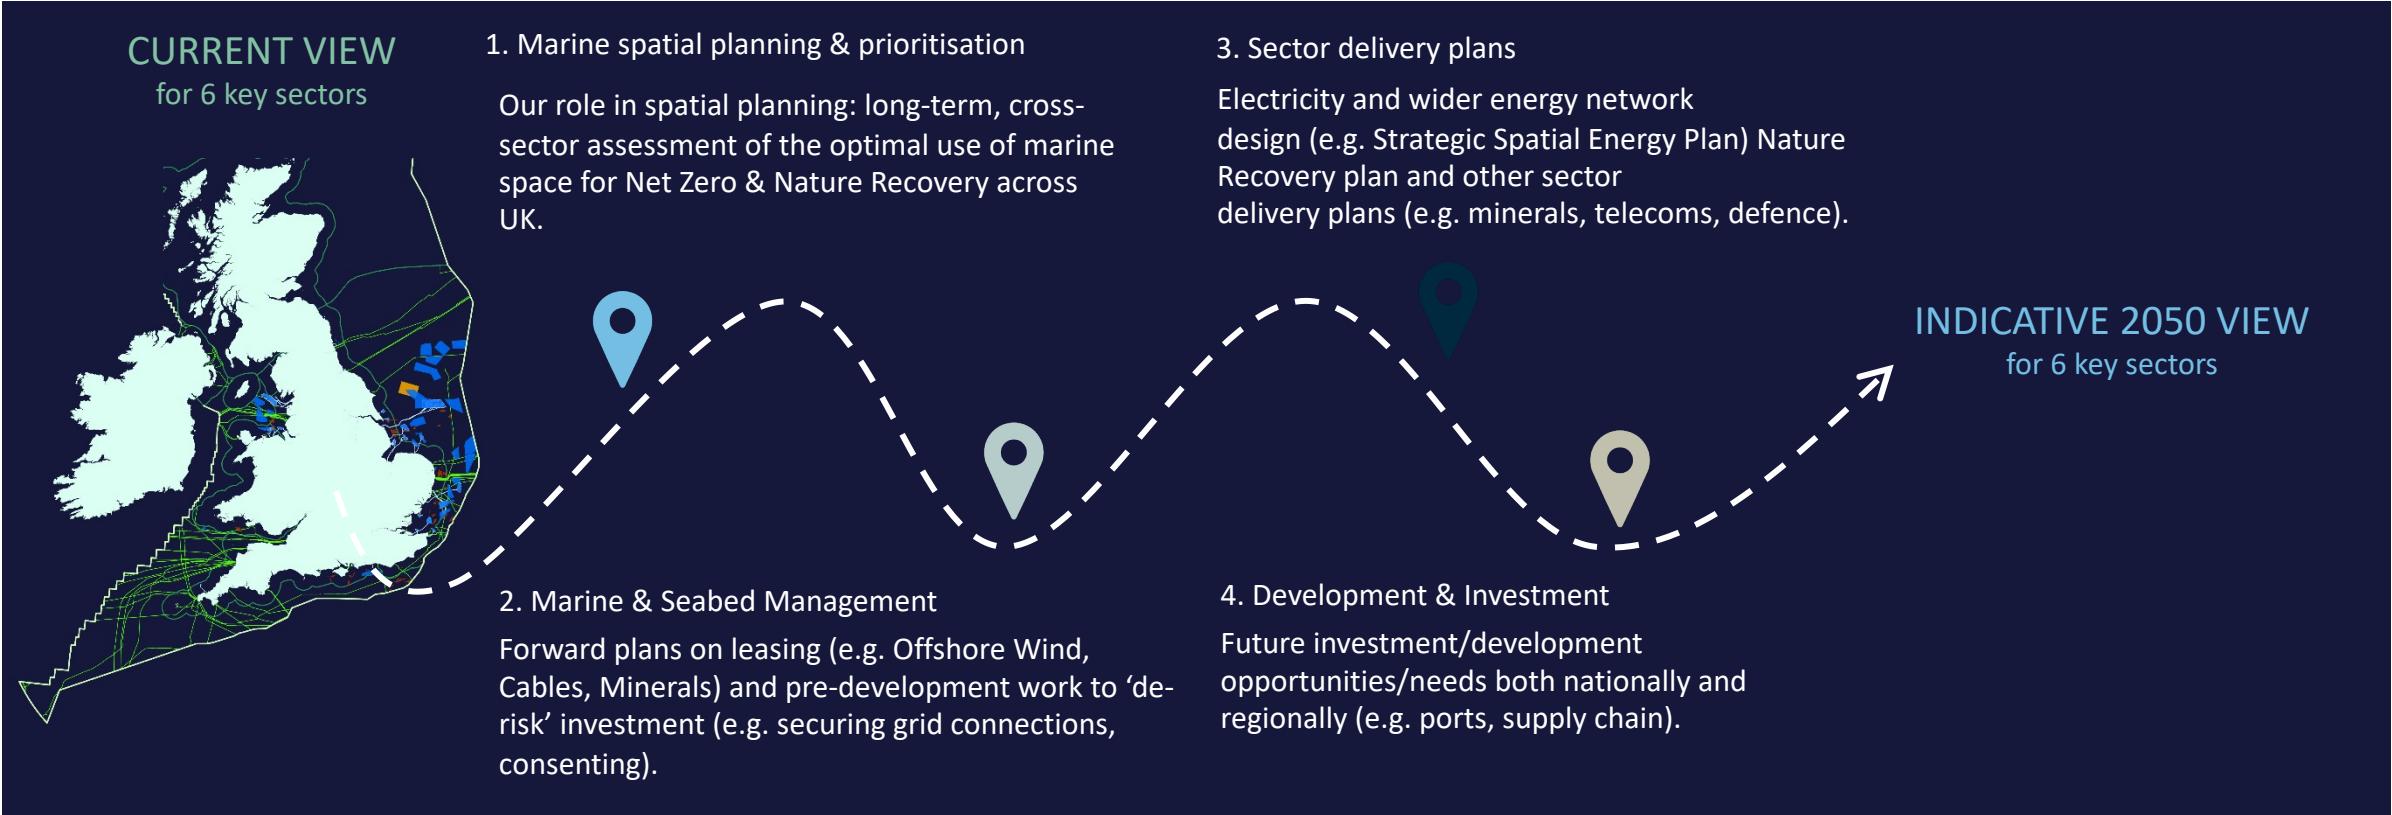 CURRENT VIEW
for 6 key sectors
1. Marine spatial planning & prioritisation
Our role in spatial planning: long-term, cross-
sector assessment of the optimal use of marine
space for Net Zero & Nature Recovery across
UK.
2. Marine & Seabed Management
Forward plans on leasing (e.g. Offshore Wind,
Cables, Minerals) and pre-development work to ‘de-
risk’ investment (e.g. securing grid connections,
consenting).
3. Sector delivery plans
Electricity and wider energy network
design (e.g. Strategic Spatial Energy Plan) Nature
Recovery plan and other sector
delivery plans (e.g. minerals, telecoms, defence).
4. Development & Investment
Future investment/development
opportunities/needs both nationally and
regionally (e.g. ports, supply chain).
INDICATIVE 2050 VIEW
for 6 key sectors